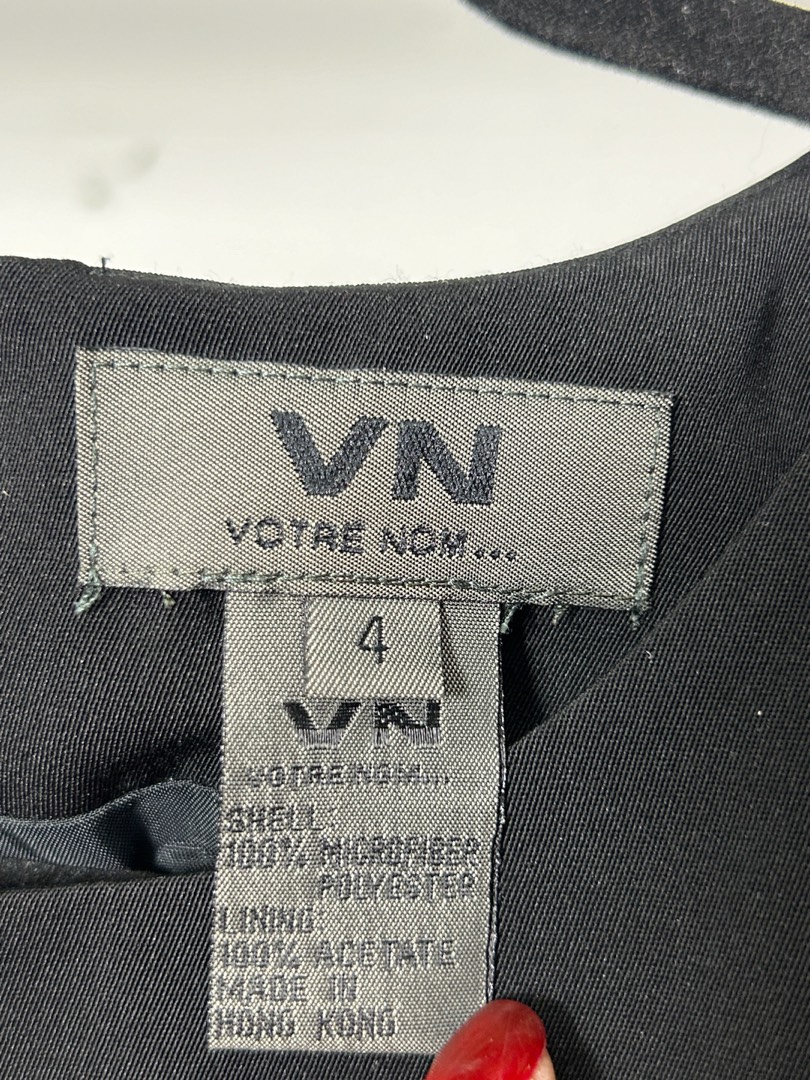 VN
VOTRE NOM...
4
VN
VOTRE NOM...
SHELL:
100% MICROFIBER
POLYESTER
LINING:
100% ACETATE
MADE IN
HONG KONG